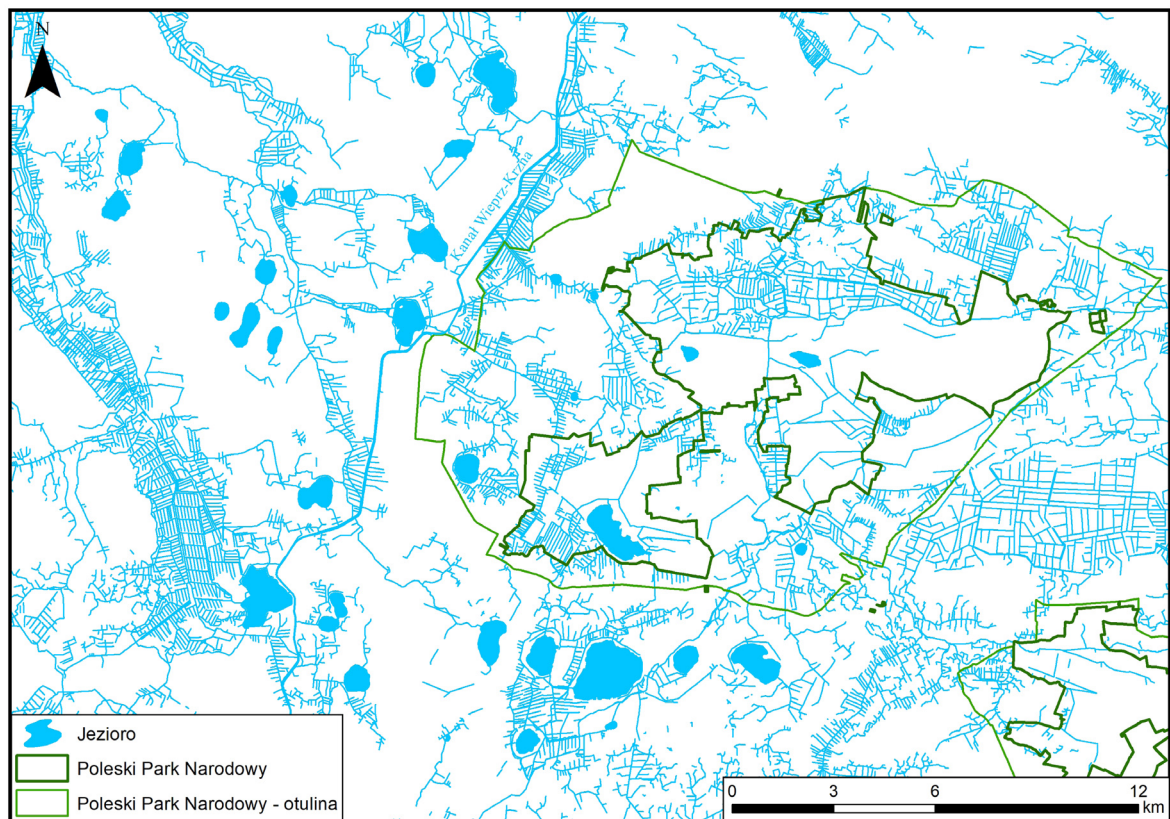 N
Kanał Wieprz-Krzna
Jezioro
Poleski Park Narodowy
Poleski Park Narodowy - otulina
0 3 6 12
km